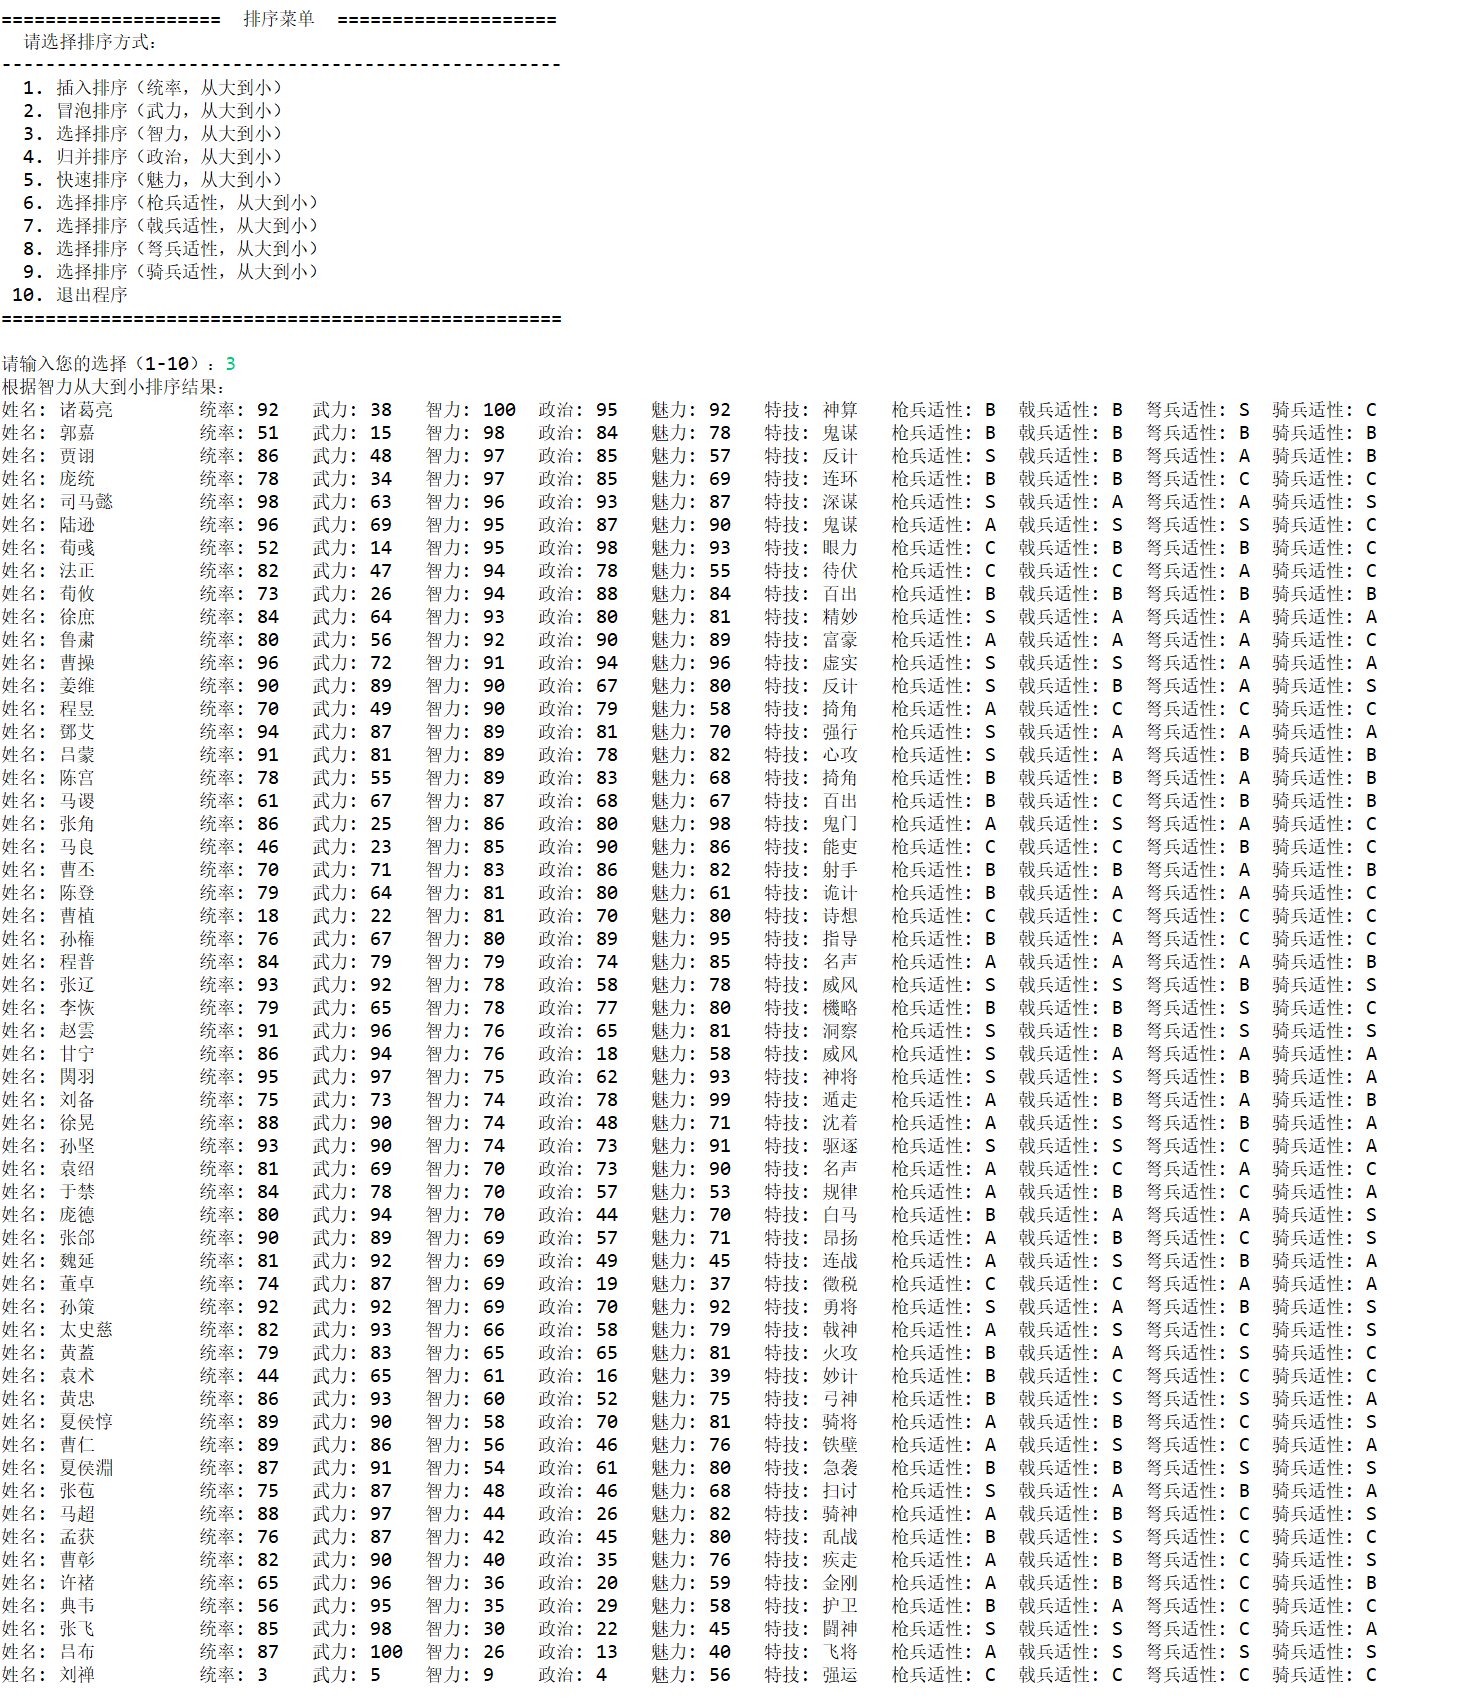 ==================== 排序菜单 ====================
请选择排序方式：
---------------------------------------------------
1. 插入排序（统率，从大到小）
2. 冒泡排序（武力，从大到小）
3. 选择排序（智力，从大到小）
4. 归并排序（政治，从大到小）
5. 快速排序（魅力，从大到小）
6. 选择排序（枪兵适性，从大到小）
7. 选择排序（戟兵适性，从大到小）
8. 选择排序（弩兵适性，从大到小）
9. 选择排序（骑兵适性，从大到小）
10. 退出程序
===================================================
请输入您的选择（1-10）：3
根据智力从大到小排序结果：
姓名: 诸葛亮 统率: 92 武力: 38 智力: 100 政治: 95 魅力: 92 特技: 神算 枪兵适性: B 戟兵适性: B 弩兵适性: S 骑兵适性: C
姓名: 郭嘉 统率: 51 武力: 15 智力: 98 政治: 84 魅力: 78 特技: 鬼谋 枪兵适性: B 戟兵适性: B 弩兵适性: B 骑兵适性: B
姓名: 贾诩 统率: 86 武力: 48 智力: 97 政治: 85 魅力: 57 特技: 反计 枪兵适性: S 戟兵适性: B 弩兵适性: A 骑兵适性: B
姓名: 庞统 统率: 78 武力: 34 智力: 97 政治: 85 魅力: 69 特技: 连环 枪兵适性: B 戟兵适性: B 弩兵适性: C 骑兵适性: C
姓名: 司马懿 统率: 98 武力: 63 智力: 96 政治: 93 魅力: 87 特技: 深谋 枪兵适性: S 戟兵适性: A 弩兵适性: A 骑兵适性: S
姓名: 陆逊 统率: 96 武力: 69 智力: 95 政治: 87 魅力: 90 特技: 鬼谋 枪兵适性: A 戟兵适性: S 弩兵适性: S 骑兵适性: C
姓名: 荀彧 统率: 52 武力: 14 智力: 95 政治: 98 魅力: 93 特技: 眼力 枪兵适性: C 戟兵适性: B 弩兵适性: B 骑兵适性: C
姓名: 法正 统率: 82 武力: 47 智力: 94 政治: 78 魅力: 55 特技: 待伏 枪兵适性: C 戟兵适性: C 弩兵适性: A 骑兵适性: C
姓名: 荀攸 统率: 73 武力: 26 智力: 94 政治: 88 魅力: 84 特技: 百出 枪兵适性: B 戟兵适性: B 弩兵适性: B 骑兵适性: B
姓名: 徐庶 统率: 84 武力: 64 智力: 93 政治: 80 魅力: 81 特技: 精妙 枪兵适性: S 戟兵适性: A 弩兵适性: A 骑兵适性: A
姓名: 鲁肃 统率: 80 武力: 56 智力: 92 政治: 90 魅力: 89 特技: 富豪 枪兵适性: A 戟兵适性: A 弩兵适性: A 骑兵适性: C
姓名: 曹操 统率: 96 武力: 72 智力: 91 政治: 94 魅力: 96 特技: 虚实 枪兵适性: S 戟兵适性: S 弩兵适性: A 骑兵适性: A
姓名: 姜维 统率: 90 武力: 89 智力: 90 政治: 67 魅力: 80 特技: 反计 枪兵适性: S 戟兵适性: B 弩兵适性: A 骑兵适性: S
姓名: 程昱 统率: 70 武力: 49 智力: 90 政治: 79 魅力: 58 特技: 掎角 枪兵适性: A 戟兵适性: C 弩兵适性: C 骑兵适性: C
姓名: 鄧艾 统率: 94 武力: 87 智力: 89 政治: 81 魅力: 70 特技: 强行 枪兵适性: S 戟兵适性: A 弩兵适性: A 骑兵适性: A
姓名: 吕蒙 统率: 91 武力: 81 智力: 89 政治: 78 魅力: 82 特技: 心攻 枪兵适性: S 戟兵适性: A 弩兵适性: B 骑兵适性: B
姓名: 陈宫 统率: 78 武力: 55 智力: 89 政治: 83 魅力: 68 特技: 掎角 枪兵适性: B 戟兵适性: B 弩兵适性: A 骑兵适性: B
姓名: 马谡 统率: 61 武力: 67 智力: 87 政治: 68 魅力: 67 特技: 百出 枪兵适性: B 戟兵适性: C 弩兵适性: B 骑兵适性: B
姓名: 张角 统率: 86 武力: 25 智力: 86 政治: 80 魅力: 98 特技: 鬼门 枪兵适性: A 戟兵适性: S 弩兵适性: A 骑兵适性: C
姓名: 马良 统率: 46 武力: 23 智力: 85 政治: 90 魅力: 86 特技: 能吏 枪兵适性: C 戟兵适性: C 弩兵适性: B 骑兵适性: C
姓名: 曹丕 统率: 70 武力: 71 智力: 83 政治: 86 魅力: 82 特技: 射手 枪兵适性: B 戟兵适性: B 弩兵适性: A 骑兵适性: B
姓名: 陈登 统率: 79 武力: 64 智力: 81 政治: 80 魅力: 61 特技: 诡计 枪兵适性: B 戟兵适性: A 弩兵适性: A 骑兵适性: C
姓名: 曹植 统率: 18 武力: 22 智力: 81 政治: 70 魅力: 80 特技: 诗想 枪兵适性: C 戟兵适性: C 弩兵适性: C 骑兵适性: C
姓名: 孙権 统率: 76 武力: 67 智力: 80 政治: 89 魅力: 95 特技: 指导 枪兵适性: B 戟兵适性: A 弩兵适性: C 骑兵适性: C
姓名: 程普 统率: 84 武力: 79 智力: 79 政治: 74 魅力: 85 特技: 名声 枪兵适性: A 戟兵适性: A 弩兵适性: A 骑兵适性: B
姓名: 张辽 统率: 93 武力: 92 智力: 78 政治: 58 魅力: 78 特技: 威风 枪兵适性: S 戟兵适性: S 弩兵适性: B 骑兵适性: S
姓名: 李恢 统率: 79 武力: 65 智力: 78 政治: 77 魅力: 80 特技: 機略 枪兵适性: B 戟兵适性: B 弩兵适性: S 骑兵适性: C
姓名: 赵雲 统率: 91 武力: 96 智力: 76 政治: 65 魅力: 81 特技: 洞察 枪兵适性: S 戟兵适性: B 弩兵适性: S 骑兵适性: S
姓名: 甘宁 统率: 86 武力: 94 智力: 76 政治: 18 魅力: 58 特技: 威风 枪兵适性: S 戟兵适性: A 弩兵适性: A 骑兵适性: A
姓名: 関羽 统率: 95 武力: 97 智力: 75 政治: 62 魅力: 93 特技: 神将 枪兵适性: S 戟兵适性: S 弩兵适性: B 骑兵适性: A
姓名: 刘备 统率: 75 武力: 73 智力: 74 政治: 78 魅力: 99 特技: 遁走 枪兵适性: A 戟兵适性: B 弩兵适性: A 骑兵适性: B
姓名: 徐晃 统率: 88 武力: 90 智力: 74 政治: 48 魅力: 71 特技: 沈着 枪兵适性: A 戟兵适性: S 弩兵适性: B 骑兵适性: A
姓名: 孙坚 统率: 93 武力: 90 智力: 74 政治: 73 魅力: 91 特技: 驱逐 枪兵适性: S 戟兵适性: S 弩兵适性: C 骑兵适性: A
姓名: 袁绍 统率: 81 武力: 69 智力: 70 政治: 73 魅力: 90 特技: 名声 枪兵适性: A 戟兵适性: C 弩兵适性: A 骑兵适性: C
姓名: 于禁 统率: 84 武力: 78 智力: 70 政治: 57 魅力: 53 特技: 规律 枪兵适性: A 戟兵适性: B 弩兵适性: C 骑兵适性: A
姓名: 庞德 统率: 80 武力: 94 智力: 70 政治: 44 魅力: 70 特技: 白马 枪兵适性: B 戟兵适性: A 弩兵适性: A 骑兵适性: S
姓名: 张郃 统率: 90 武力: 89 智力: 69 政治: 57 魅力: 71 特技: 昂扬 枪兵适性: A 戟兵适性: B 弩兵适性: C 骑兵适性: S
姓名: 魏延 统率: 81 武力: 92 智力: 69 政治: 49 魅力: 45 特技: 连战 枪兵适性: A 戟兵适性: S 弩兵适性: B 骑兵适性: A
姓名: 董卓 统率: 74 武力: 87 智力: 69 政治: 19 魅力: 37 特技: 徴税 枪兵适性: C 戟兵适性: C 弩兵适性: A 骑兵适性: A
姓名: 孙策 统率: 92 武力: 92 智力: 69 政治: 70 魅力: 92 特技: 勇将 枪兵适性: S 戟兵适性: A 弩兵适性: B 骑兵适性: S
姓名: 太史慈 统率: 82 武力: 93 智力: 66 政治: 58 魅力: 79 特技: 戟神 枪兵适性: A 戟兵适性: S 弩兵适性: C 骑兵适性: S
姓名: 黄蓋 统率: 79 武力: 83 智力: 65 政治: 65 魅力: 81 特技: 火攻 枪兵适性: B 戟兵适性: A 弩兵适性: S 骑兵适性: C
姓名: 袁术 统率: 44 武力: 65 智力: 61 政治: 16 魅力: 39 特技: 妙计 枪兵适性: B 戟兵适性: C 弩兵适性: C 骑兵适性: C
姓名: 黄忠 统率: 86 武力: 93 智力: 60 政治: 52 魅力: 75 特技: 弓神 枪兵适性: B 戟兵适性: S 弩兵适性: S 骑兵适性: A
姓名: 夏侯惇 统率: 89 武力: 90 智力: 58 政治: 70 魅力: 81 特技: 骑将 枪兵适性: A 戟兵适性: B 弩兵适性: C 骑兵适性: S
姓名: 曹仁 统率: 89 武力: 86 智力: 56 政治: 46 魅力: 76 特技: 铁壁 枪兵适性: A 戟兵适性: S 弩兵适性: C 骑兵适性: A
姓名: 夏侯淵 统率: 87 武力: 91 智力: 54 政治: 61 魅力: 80 特技: 急袭 枪兵适性: B 戟兵适性: B 弩兵适性: S 骑兵适性: S
姓名: 张苞 统率: 75 武力: 87 智力: 48 政治: 46 魅力: 68 特技: 扫讨 枪兵适性: S 戟兵适性: A 弩兵适性: B 骑兵适性: A
姓名: 马超 统率: 88 武力: 97 智力: 44 政治: 26 魅力: 82 特技: 骑神 枪兵适性: A 戟兵适性: B 弩兵适性: C 骑兵适性: S
姓名: 孟获 统率: 76 武力: 87 智力: 42 政治: 45 魅力: 80 特技: 乱战 枪兵适性: B 戟兵适性: S 弩兵适性: C 骑兵适性: C
姓名: 曹彰 统率: 82 武力: 90 智力: 40 政治: 35 魅力: 76 特技: 疾走 枪兵适性: A 戟兵适性: B 弩兵适性: C 骑兵适性: S
姓名: 许褚 统率: 65 武力: 96 智力: 36 政治: 20 魅力: 59 特技: 金刚 枪兵适性: A 戟兵适性: B 弩兵适性: C 骑兵适性: B
姓名: 典韦 统率: 56 武力: 95 智力: 35 政治: 29 魅力: 58 特技: 护卫 枪兵适性: B 戟兵适性: A 弩兵适性: C 骑兵适性: C
姓名: 张飞 统率: 85 武力: 98 智力: 30 政治: 22 魅力: 45 特技: 闘神 枪兵适性: S 戟兵适性: S 弩兵适性: C 骑兵适性: A
姓名: 吕布 统率: 87 武力: 100 智力: 26 政治: 13 魅力: 40 特技: 飞将 枪兵适性: A 戟兵适性: S 弩兵适性: S 骑兵适性: S
姓名: 刘禅 统率: 3 武力: 5 智力: 9 政治: 4 魅力: 56 特技: 强运 枪兵适性: C 戟兵适性: C 弩兵适性: C 骑兵适性: C